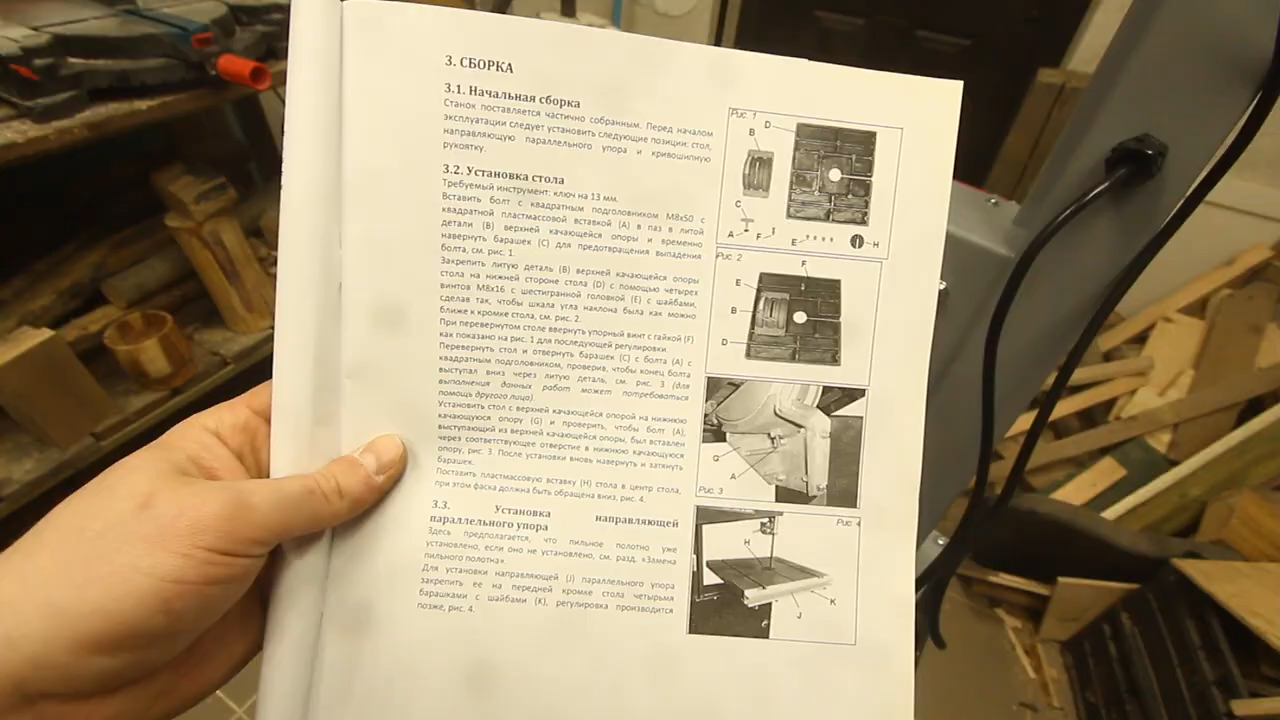 3. СБОРКА
3.1. Начальная сборка
Станок поставляется частично собранным. Перед началом
эксплуатации следует установить следующие позиции: стол,
направляющую параллельного упора и кривошипную
рукоятку.
3.2. Установка стола
Требуемый инструмент: ключ на 13 мм.
Вставить болт с квадратным подголовником М8х50 с
квадратной пластмассовой вставкой (А) в паз в литой
детали (В) верхней качающейся опоры и временно
навернуть барашек (С) для предотвращения выпадения
болта, см. рис. 1.
Закрепить литую деталь (В) верхней качающейся опоры
стола на нижней стороне стола (D) с помощью четырех
винтов М8х16 с шестигранной головкой (Е) с шайбами,
сделав так, чтобы шкала угла наклона была как можно
ближе к кромке стола, см. рис. 2.
При перевернутом столе ввернуть упорный винт с гайкой (F)
как показано на рис. 1 для последующей регулировки.
Перевернуть стол и отвернуть барашек (С) с болта (А) с
квадратным подголовником, проверив, чтобы конец болта
выступал вниз через литую деталь, см. рис. 3 (для
выполнения данных работ может потребоваться
помощь другого лица).
Установить стол с верхней качающейся опорой на нижнюю
качающуюся опору (G) и проверить, чтобы болт (А),
выступающий из верхней качающейся опоры, был вставлен
через соответствующее отверстие в нижнюю качающуюся
опору, рис. 3. После установки вновь навернуть и затянуть
барашек.
Поставить пластмассовую вставку (Н) стола в центр стола,
при этом фаска должна быть обращена вниз, рис. 4.
3.3. Установка направляющей
параллельного упора
Здесь предполагается, что пильное полотно уже
установлено, если оно не установлено, см. разд. «Замена
пильного полотна».
Для установки направляющей (J) параллельного упора
закрепить ее на передней кромке стола четырьмя
барашками с шайбами (К), регулировка производится
позже, рис. 4.
Рис. 1
D
B
C
A
F
E
H
Рис. 2
F
E
B
D
G
A
Рис. 3
Рис. 4
H
K
J